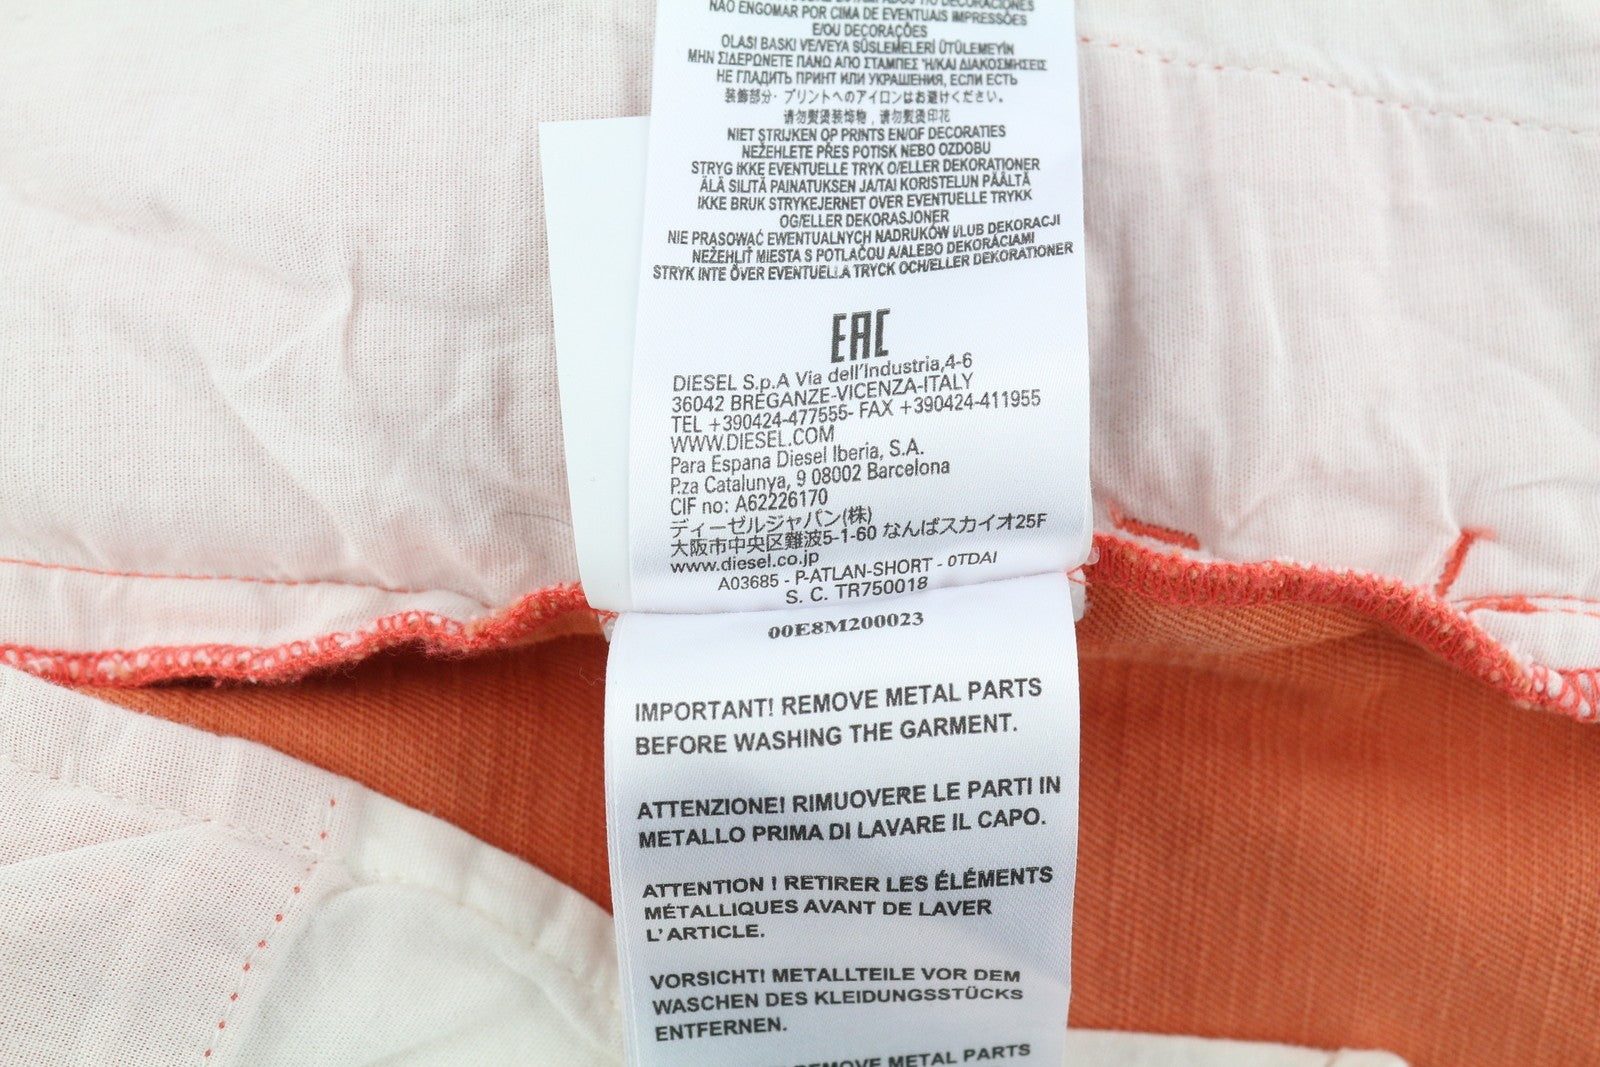 NÃO ENGOMAR POR CIMA DE EVENTUAIS IMPRESSÕES
E/OU DECORAÇÕES
OLASI BASKI VE/VEYA SÜSLEMELERİ ÜTÜLEMEYİN
ΜΗΝ ΣΙΔΕΡΩΝΕΤΕ ΠΑΝΩ ΑΠΟ ΣΤΑΜΠΕΣ Ή/ΚΑΙ ΔΙΑΚΟΣΜΗΣΕΙΣ
НЕ ГЛАДИТЬ ПРИНТ ИЛИ УКРАШЕНИЯ, ЕСЛИ ЕСТЬ
装飾部分・プリントへのアイロンはお避けください。
请勿熨烫装饰物，请勿熨烫印花
NIET STRIJKEN OP PRINTS EN/OF DECORATIES
NEŽEHLETE PŘES POTISK NEBO OZDOBU
STRYG IKKE EVENTUELLE TRYK O/ELLER DEKORATIONER
ÄLÄ SILITÄ PAINATUKSEN JA/TAI KORISTELUN PÄÄLTÄ
IKKE BRUK STRYKEJERNET OVER EVENTUELLE TRYKK
OG/ELLER DEKORASJONER
NIE PRASOWAĆ EWENTUALNYCH NADRUKÓW I/LUB DEKORACJI
NEŽEHLIŤ MIESTA S POTLAČOU A/ALEBO DEKORÁCIAMI
STRYK INTE ÖVER EVENTUELLA TRYCK OCH/ELLER DEKORATIONER
EAC
DIESEL S.p.A Via dell'Industria,4-6
36042 BREGANZE-VICENZA-ITALY
TEL +390424-477555- FAX +390424-411955
WWW.DIESEL.COM
Para Espana Diesel Iberia, S.A.
P.za Catalunya, 9 08002 Barcelona
CIF no: A62226170
ディーゼルジャパン(株)
大阪市中央区難波5-1-60 なんばスカイオ25F
www.diesel.co.jp
A03685 - P-ATLAN-SHORT - 0TDAI
S. C. TR750018
00E8M200023
IMPORTANT! REMOVE METAL PARTS
BEFORE WASHING THE GARMENT.
ATTENZIONE! RIMUOVERE LE PARTI IN
METALLO PRIMA DI LAVARE IL CAPO.
ATTENTION ! RETIRER LES ÉLÉMENTS
MÉTALLIQUES AVANT DE LAVER
L'ARTICLE.
VORSICHT! METALLTEILE VOR DEM
WASCHEN DES KLEIDUNGSSTÜCKS
ENTFERNEN.
REMOVE METAL PARTS